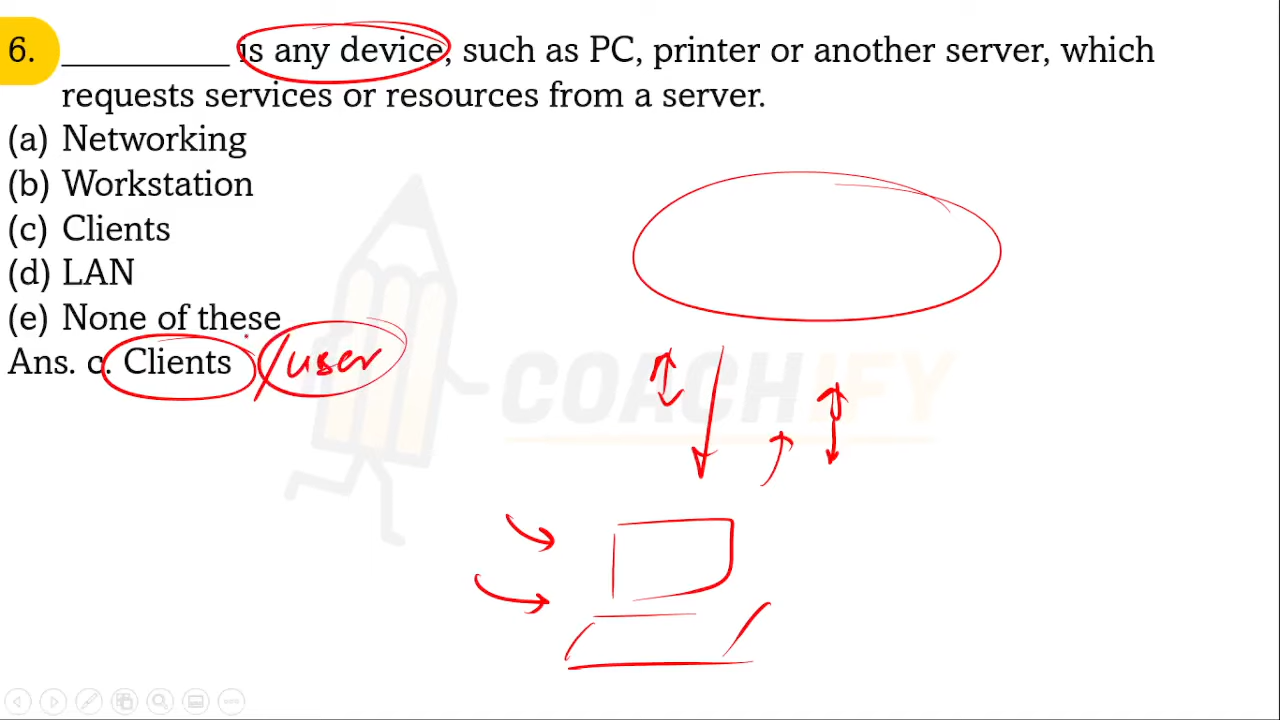 6. _________ is any device, such as PC, printer or another server, which
requests services or resources from a server.
(a) Networking
(b) Workstation
(c) Clients
(d) LAN
(e) None of these
Ans. c. Clients /user
COACHIFY